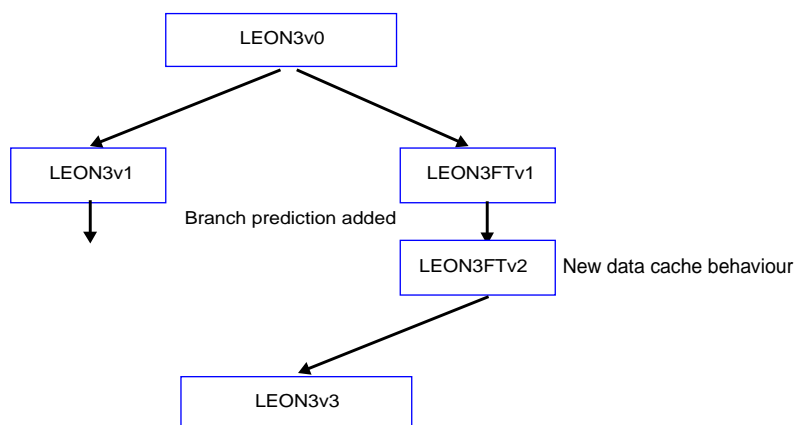 LEON3v0
LEON3v1
LEON3FTv1
Branch prediction added
LEON3FTv2
New data cache behaviour
LEON3v3